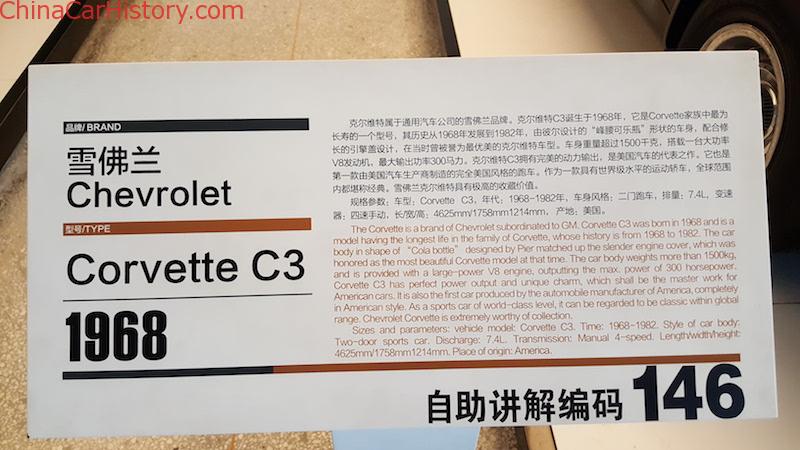 ChinaCarHistory.com
品牌/ BRAND
雪佛兰
Chevrolet
型号/TYPE
Corvette C3
1968
克尔维特属于通用汽车公司的雪佛兰品牌。克尔维特C3诞生于1968年，它是Corvette家族中最为
长寿的一个型号，其历史从1968年发展到1982年，由彼尔设计的“蜂腰可乐瓶”形状的车身，配合修
长的引擎盖设计，在当时曾被誉为最优美的克尔维特车型。车身重量超过1500千克，搭载一台大功率
V8发动机，最大输出功率300马力。克尔维特C3拥有完美的动力输出，是美国汽车的代表之作。它也是
第一款由美国汽车生产商制造的完全美国风格的跑车。作为一款具有世界级水平的运动轿车，全球范围
内都堪称经典。雪佛兰克尔维特具有极高的收藏价值。
规格参数：车型：Corvette C3，年代：1968-1982年，车身风格：二门跑车，排量：7.4L，变速
器：四速手动，长/宽/高：4625mm/1758mm1214mm， 产地：美国。
The Corvette is a brand of Chevrolet subordinated to GM. Corvette C3 was born in 1968 and is a
model having the longest life in the family of Corvette, whose history is from 1968 to 1982. The car
body in shape of “Cola bottle” designed by Pier matched up the slender engine cover, which was
honored as the most beautiful Corvette model at that time. The car body weights more than 1500kg,
and is provided with a large-power V8 engine, outputting the max. power of 300 horsepower.
Corvette C3 has perfect power output and unique charm, which shall be the master work for
American cars. It is also the first car produced by the automobile manufacturer of America, completely
in American style. As a sports car of world-class level, it can be regarded to be classic within global
range. Chevrolet Corvette is extremely worthy of collection.
Sizes and parameters: vehicle model: Corvette C3. Time: 1968-1982. Style of car body:
Two-door sports car. Discharge: 7.4L. Transmission: Manual 4-speed. Length/width/height:
4625mm/1758mm1214mm. Place of origin: America.
自助讲解编码 146